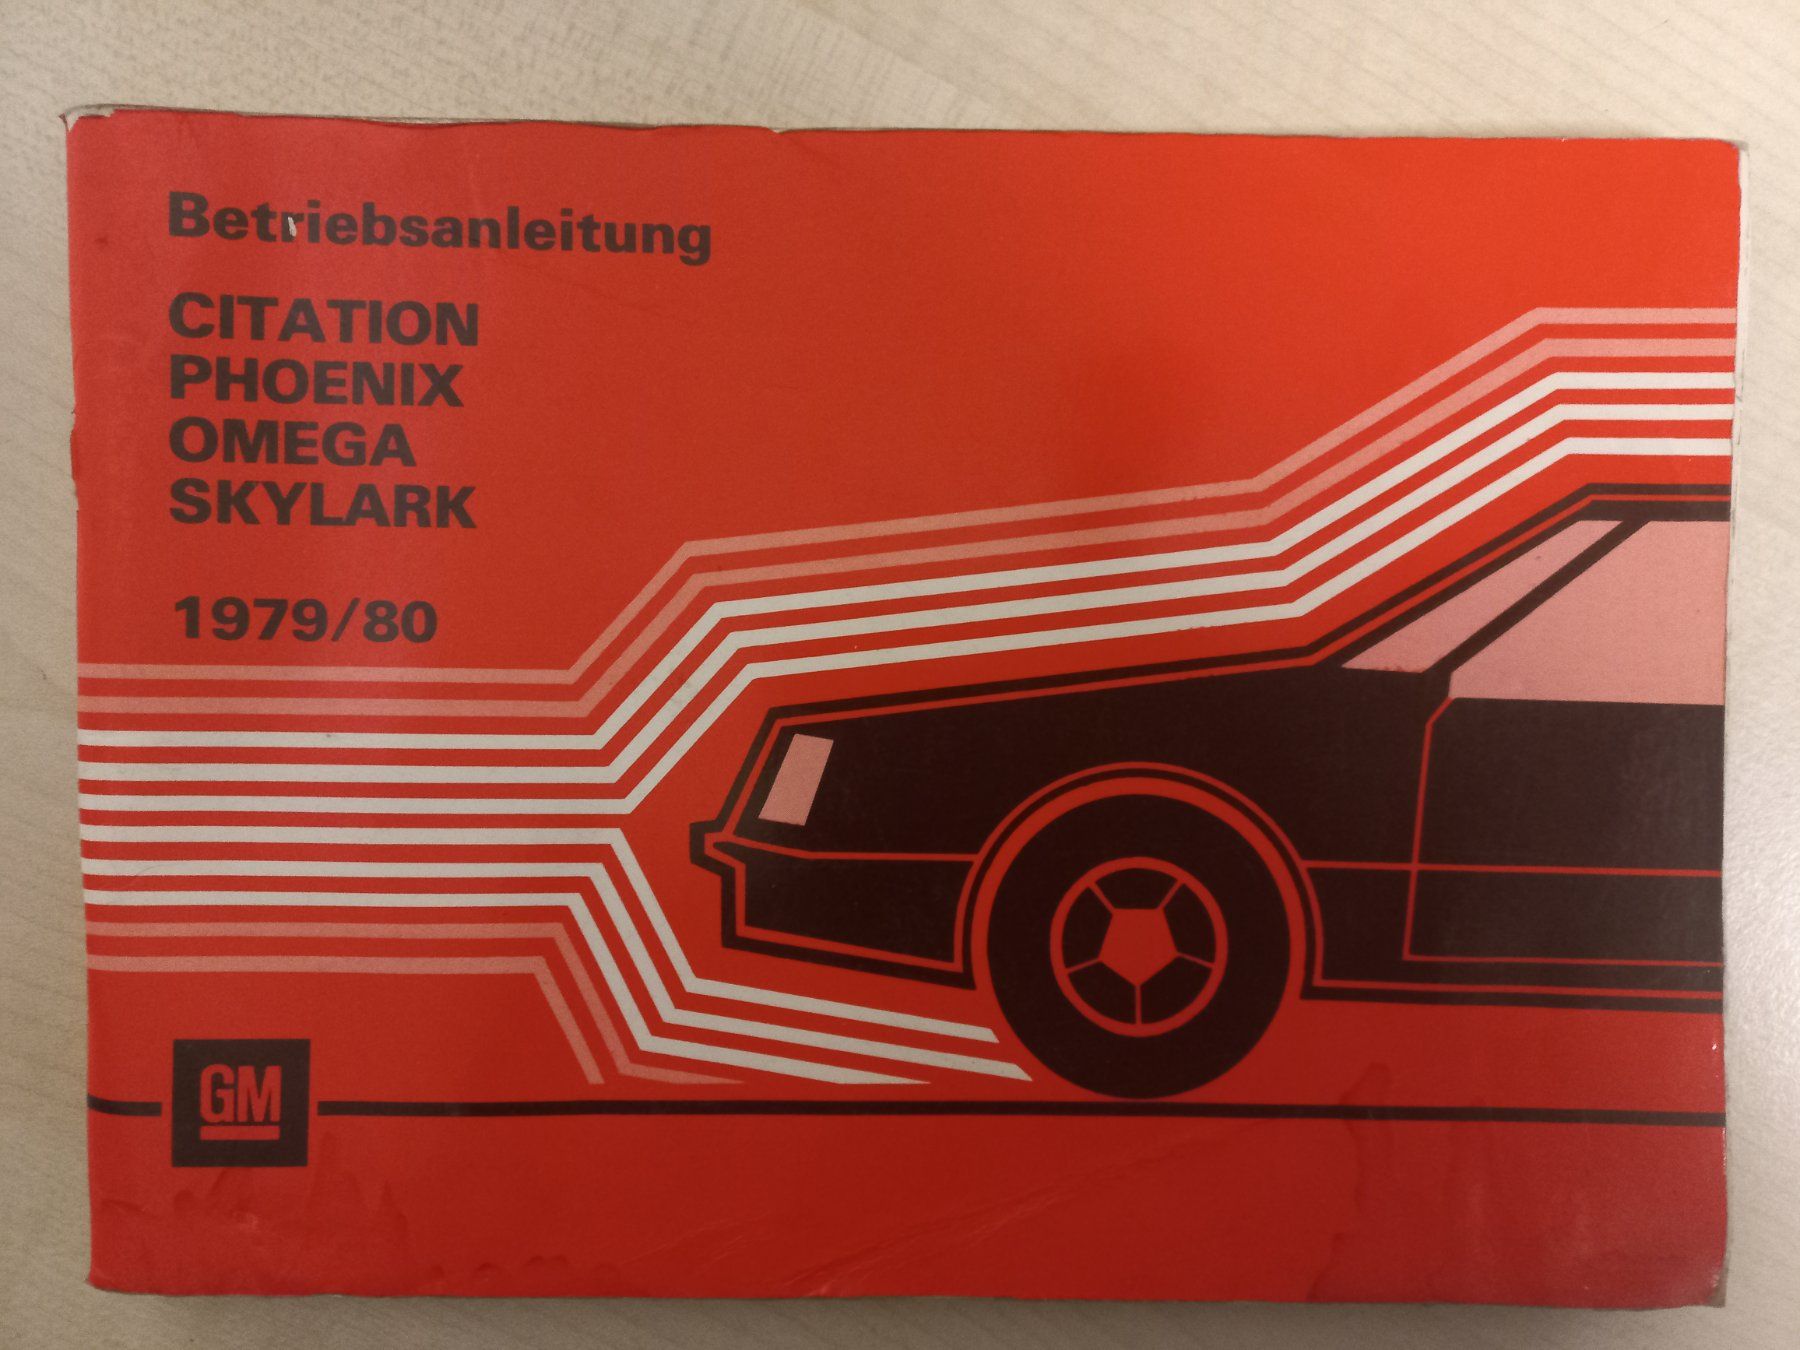 Betriebsanleitung
CITATION
PHOENIX
OMEGA
SKYLARK
1979/80
GM